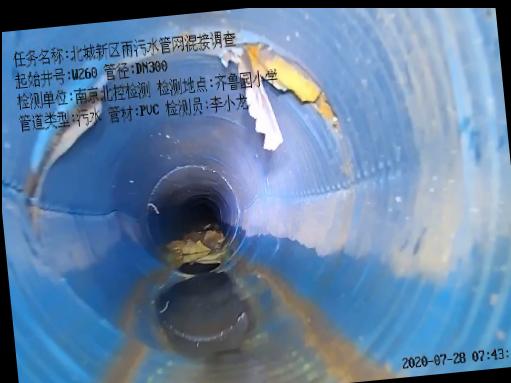 任务名称:北城新区雨污水管网混接调查
起始井号:W260 管径:DN300
检测单位:南京北控检测 检测地点:齐鲁园小学
管道类型:污水 管材:PVC 检测员:李小龙
2020-07-28 07:43: